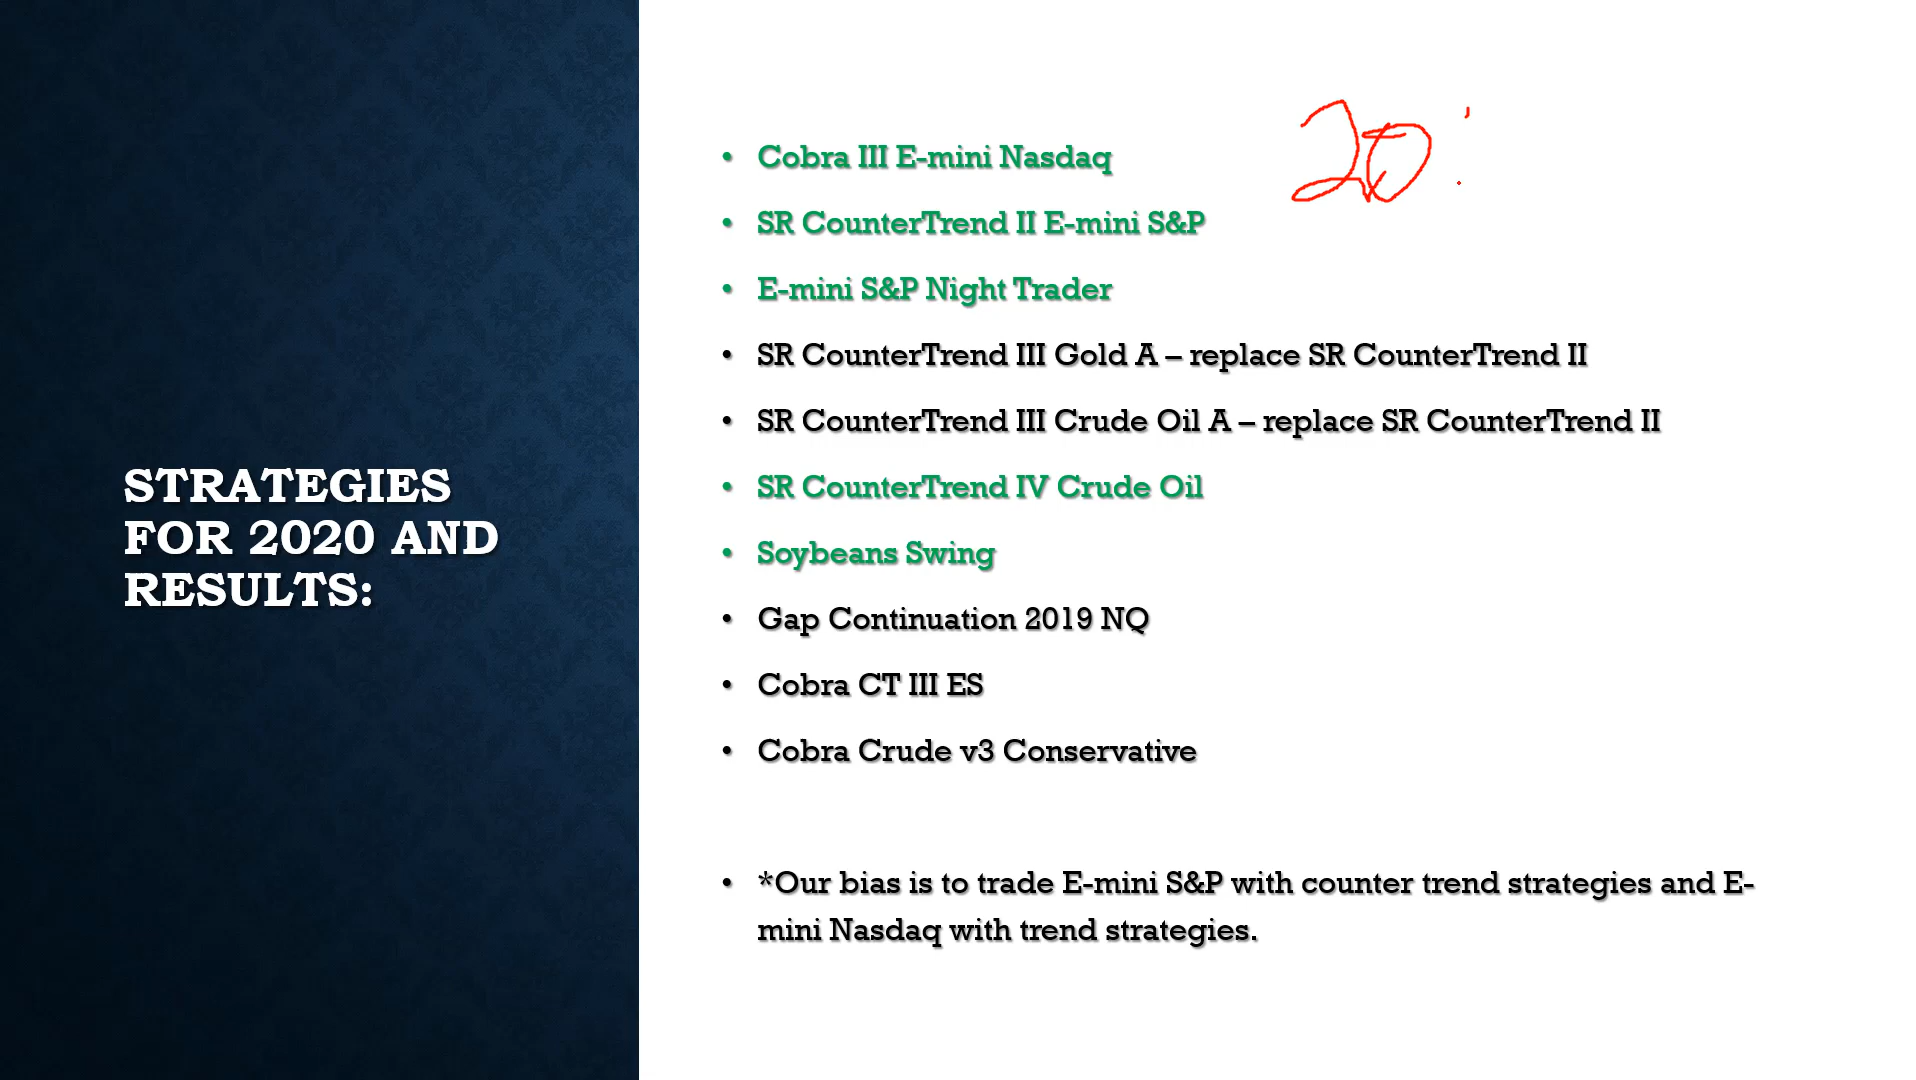 STRATEGIES
FOR 2020 AND
RESULTS:
• Cobra III E-mini Nasdaq
• SR CounterTrend II E-mini S&P
• E-mini S&P Night Trader
• SR CounterTrend III Gold A – replace SR CounterTrend II
• SR CounterTrend III Crude Oil A – replace SR CounterTrend II
• SR CounterTrend IV Crude Oil
• Soybeans Swing
• Gap Continuation 2019 NQ
• Cobra CT III ES
• Cobra Crude v3 Conservative
• *Our bias is to trade E-mini S&P with counter trend strategies and E-
mini Nasdaq with trend strategies.
20